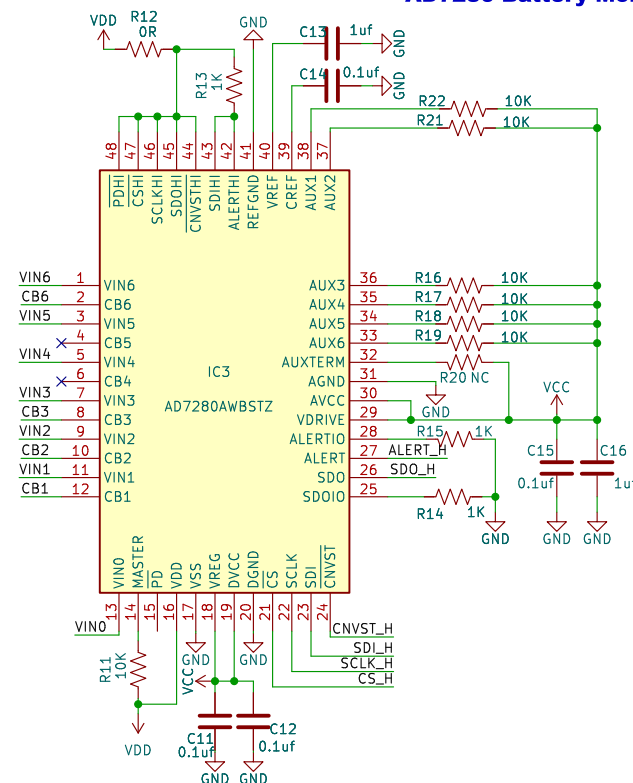 AD7280 Battery Mo
VDD
R12
0R
GND
C13
1uf
GND
R13
1K
C14
0.1uf
GND
R22
10K
R21
10K
48 47 46 45 44 43 42 41 40 39 38 37
PDHI
CSHI
SCLKHI
SDOHI
CNVSTHI
SDIHI
ALERTHI
REFGND
VREF
CREF
AUX1
AUX2
VIN6 1 VIN6
CB6 2 CB6
VIN5 3 VIN5
4 CB5
VIN4 5 VIN4
6 CB4
VIN3 7 VIN3
CB3 8 CB3
VIN2 9 VIN2
CB2 10 CB2
VIN1 11 VIN1
CB1 12 CB1
IC3
AD7280AWBSTZ
AUX3 36 R16 10K
AUX4 35 R17 10K
AUX5 34 R18 10K
AUX6 33 R19 10K
AUXTERM 32 R20 NC
AGND 31
GND
AVCC 30
VDRIVE 29
ALERTIO 28 R15 1K
ALERT 27 ALERT_H
SDO 26 SDO_H
SDOIO 25
R14
1K
GND
VCC
C15
0.1uf
GND
C16
1u
GND
VIN0
MASTER
PD
VDD
VSS
VREG
DVCC
DGND
CS
SCLK
SDI
CNVST
13 14 15 16 17 18 19 20 21 22 23 24
VIN0
R11
10K
VDD
GND
VCC
GND
CNVST_H
SDI_H
SCLK_H
CS_H
C11
0.1uf
C12
0.1uf
GND
GND